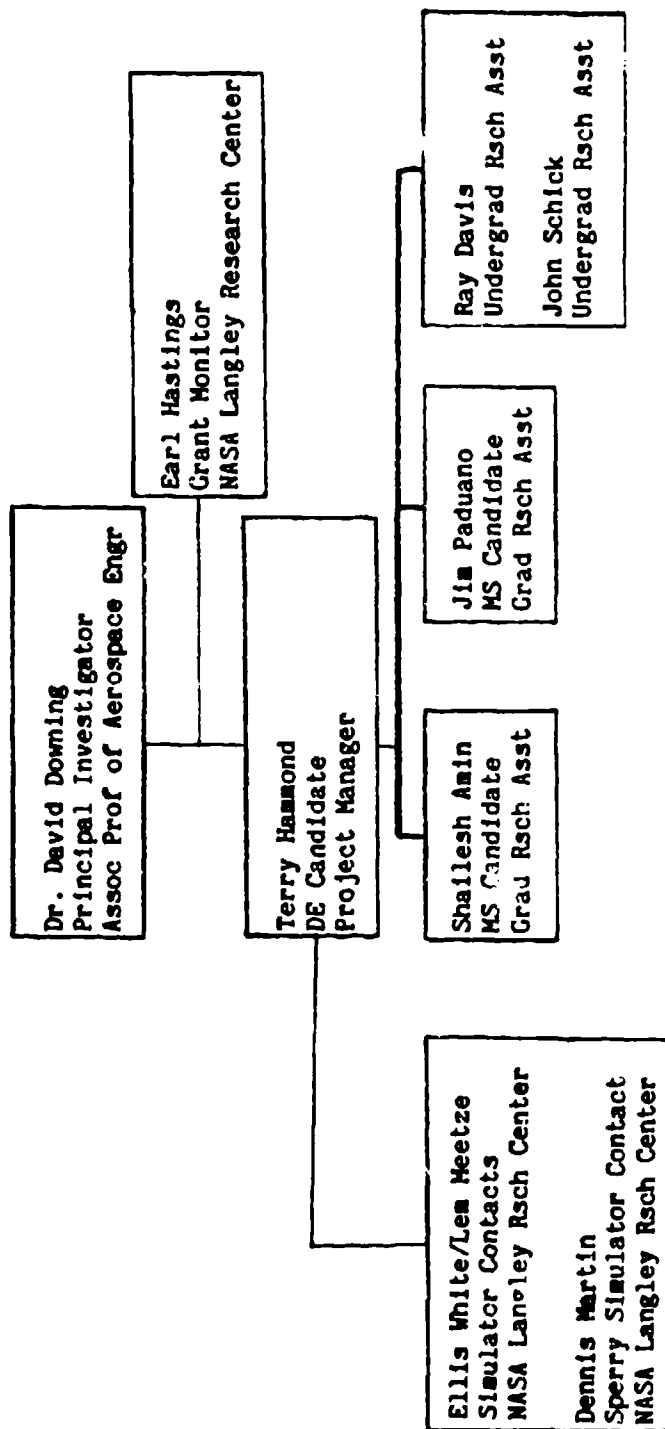 Dr. David Downing
Principal Investigator
Assoc Prof of Aerospace Engr
Earl Hastings
Grant Monitor
NASA Langley Research Center
Terry Hammond
DE Candidate
Project Manager
Ellis White/Lem Meetze
Simulator Contacts
NASA Langley Rsch Center
Dennis Martin
Sperry Simulator Contact
NASA Langley Rsch Center
Shailesh Amin
MS Candidate
Grad Rsch Asst
Jim Paduano
MS Candidate
Grad Rsch Asst
Ray Davis
Undergrad Rsch Asst
John Schick
Undergrad Rsch Asst